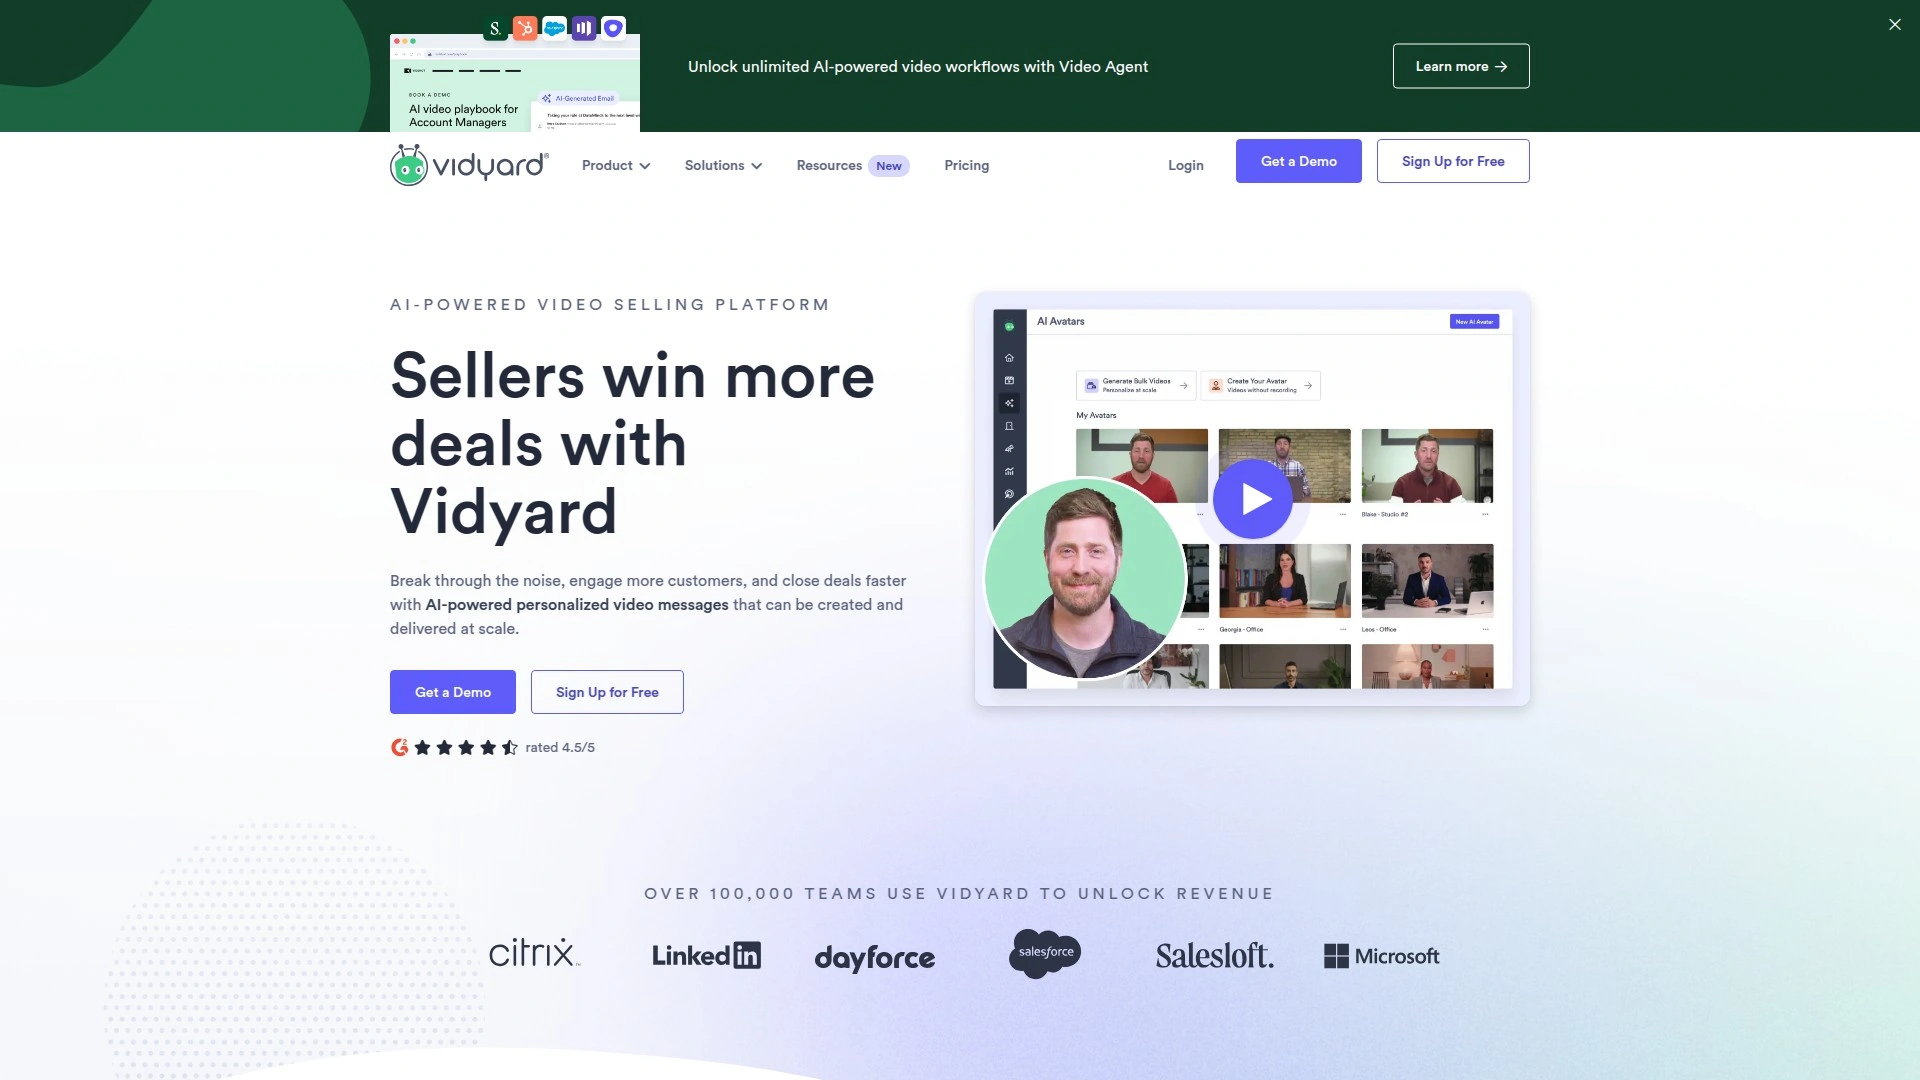 S.
BOOK A DEMO
AI video playbook for
Account Managers
AI-Generated Email
Unlock unlimited AI-powered video workflows with Video Agent
Learn more
vidyard
Product
Solutions
Resources New
Pricing
Login
Get a Demo
Sign Up for Free
AI-POWERED VIDEO SELLING PLATFORM
Sellers win more
deals with
Vidyard
Break through the noise, engage more customers, and close deals faster
with AI-powered personalized video messages that can be created and
delivered at scale.
Get a Demo
Sign Up for Free
rated 4.5/5
AI Avatars
New AI Avatar
Generate Bulk Videos
Personalize at scale
Create Your Avatar
Videos without recording
My Avatars
Blake - Studio #2
Georgia - Office
Leos - Office
OVER 100,000 TEAMS USE VIDYARD TO UNLOCK REVENUE
citrix
LinkedIn
dayforce
salesforce
Salesloft.
Microsoft